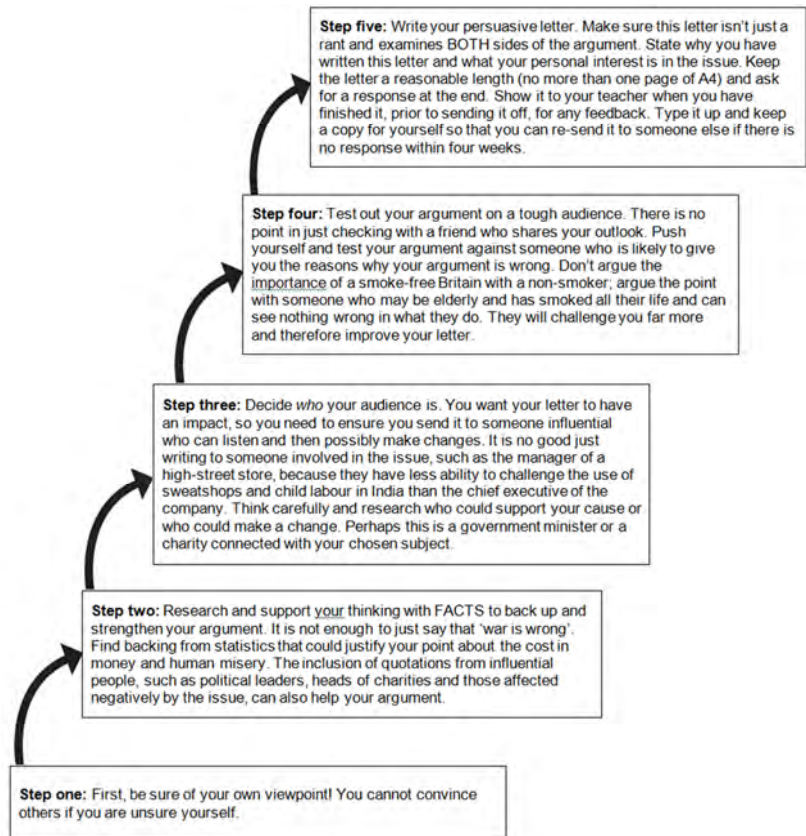 Step five: Write your persuasive letter. Make sure this letter isn't just a
rant and examines BOTH sides of the argument. State why you have
written this letter and what your personal interest is in the issue. Keep
the letter a reasonable length (no more than one page of A4) and ask
for a response at the end. Show it to your teacher when you have
finished it, prior to sending it off, for any feedback. Type it up and keep
a copy for yourself so that you can re-send it to someone else if there is
no response within four weeks.
Step four: Test out your argument on a tough audience. There is no
point in just checking with a friend who shares your outlook. Push
yourself and test your argument against someone who is likely to give
you the reasons why your argument is wrong. Don't argue the
importance of a smoke-free Britain with a non-smoker; argue the point
with someone who may be elderly and has smoked all their life and can
see nothing wrong in what they do. They will challenge you far more
and therefore improve your letter.
Step three: Decide who your audience is. You want your letter to have
an impact, so you need to ensure you send it to someone influential
who can listen and then possibly make changes. It is no good just
writing to someone involved in the issue, such as the manager of a
high-street store, because they have less ability to challenge the use of
sweatshops and child labour in India than the chief executive of the
company. Think carefully and research who could support your cause or
who could make a change. Perhaps this is a government minister or a
charity connected with your chosen subject.
Step two: Research and support your thinking with FACTS to back up and
strengthen your argument. It is not enough to just say that 'war is wrong'.
Find backing from statistics that could justify your point about the cost in
money and human misery. The inclusion of quotations from influential
people, such as political leaders, heads of charities and those affected
negatively by the issue, can also help your argument.
Step one: First, be sure of your own viewpoint! You cannot convince
others if you are unsure yourself.